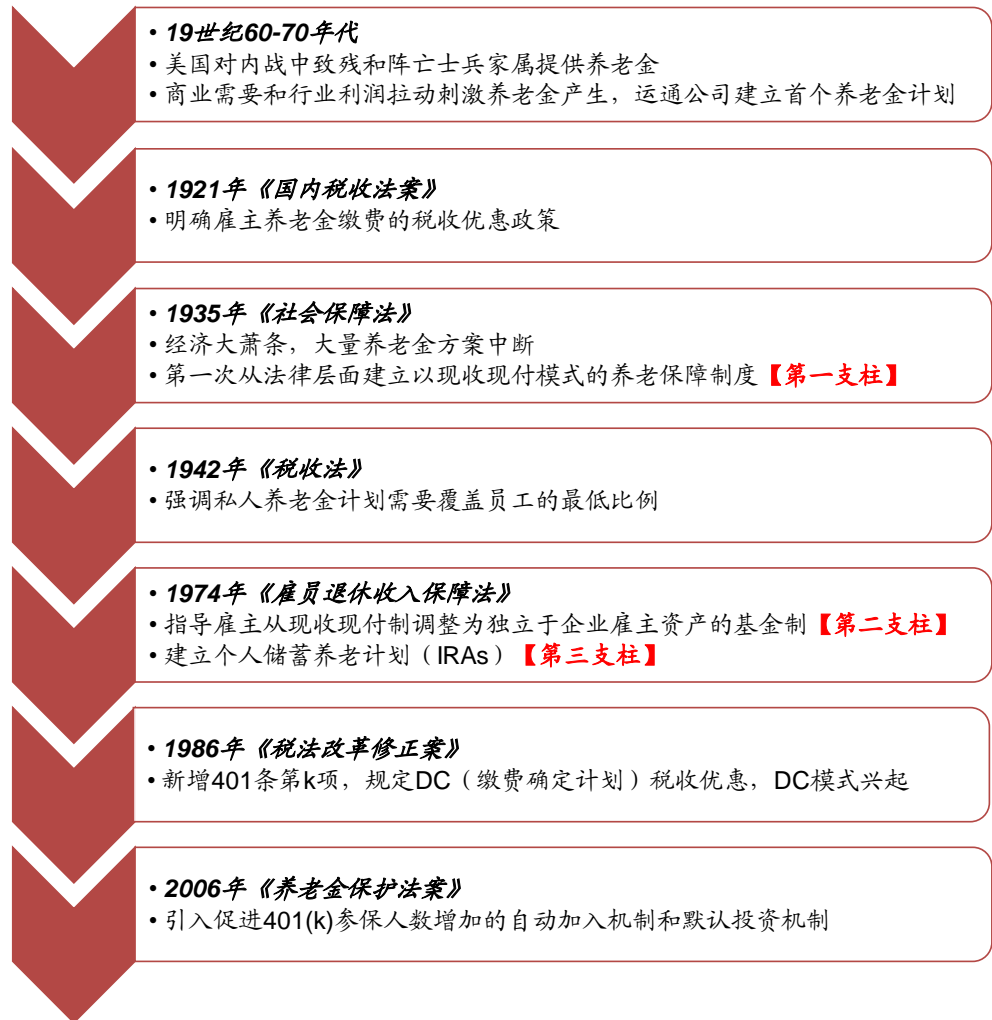 • 19世纪60-70年代
• 美国对内战中致残和阵亡士兵家属提供养老金
• 商业需要和行业利润拉动刺激养老金产生，运通公司建立首个养老金计划
• 1921年《国内税收法案》
• 明确雇主养老金缴费的税收优惠政策
• 1935年《社会保障法》
• 经济大萧条，大量养老金方案中断
• 第一次从法律层面建立以现收现付模式的养老保障制度【第一支柱】
• 1942年《税收法》
• 强调私人养老金计划需要覆盖员工的最低比例
• 1974年《雇员退休收入保障法》
• 指导雇主从现收现付制调整为独立于企业雇主资产的基金制【第二支柱】
• 建立个人储蓄养老计划（IRAs）【第三支柱】
• 1986年《税法改革修正案》
• 新增401条第k项，规定DC（缴费确定计划）税收优惠，DC模式兴起
• 2006年《养老金保护法案》
• 引入促进401(k)参保人数增加的自动加入机制和默认投资机制